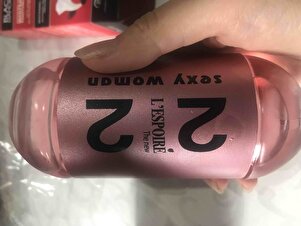 sexy woman
2 2
L'ESPOIRE
The new